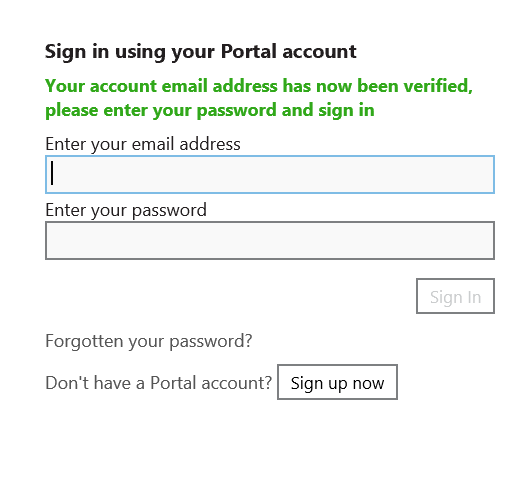 Sign in using your Portal account
Your account email address has now been verified,
please enter your password and sign in
Enter your email address
Enter your password
Sign In
Forgotten your password?
Don't have a Portal account? Sign up now